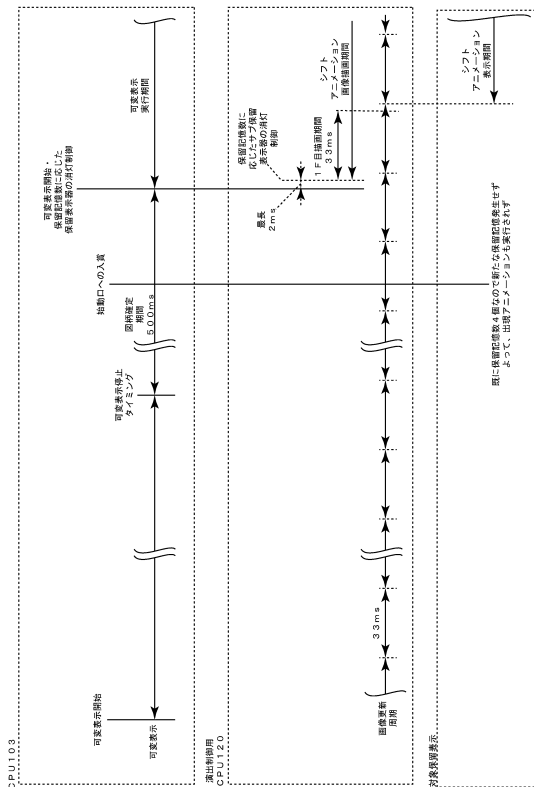 CPU103
可変表示開始
可変表示
可変表示停止
タイミング
図柄確定
期間
500ms
始動口への入賞
可変表示開始・
保留記憶数に応じた
保留表示器の消灯制御
可変表示
実行期間
演出制御用
CPU120
画像更新
周期
33ms
最長
2ms
保留記憶数に
応じたサブ保留
表示器の消灯
制御
1F目描画期間
33ms
シフト
アニメーション
画像描画期間
対象保留表示
既に保留記憶数4個なので新たな保留記憶発生せず
よって、出現アニメーションも実行されず
シフト
アニメーション
表示期間